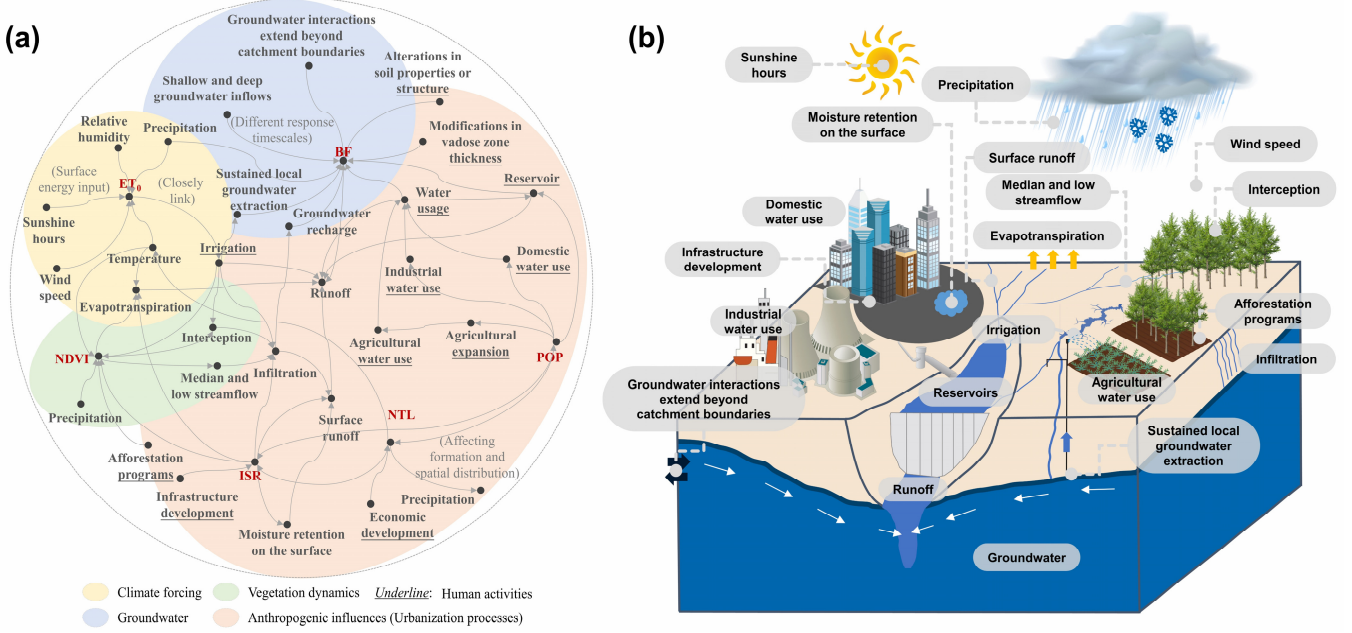 (a)
Groundwater interactions
extend beyond
catchment boundaries
Alterations in
soil properties or
structure
Shallow and deep
groundwater inflows
(Different response
timescales)
Modifications in
vadose zone
thickness
Relative
humidity
Precipitation
BF
(Surface
energy input)
ET0
(Closely
link)
Sustained local
groundwater
extraction
Reservoir
Water
usage
Sunshine
hours
Groundwater
recharge
Irrigation
Temperature
Domestic
water use
Wind
speed
Industrial
water use
Evapotranspiration
Runoff
Interception
Agricultural
water use
Agricultural
expansion
POP
NDVI
Infiltration
Median and
low streamflow
Precipitation
Surface
runoff
NTL
(Affecting
formation and
spatial distribution)
Afforestation
programs
ISR
Infrastructure
development
Precipitation
Economic
development
Moisture retention
on the surface
Climate forcing
Vegetation dynamics
Underline: Human activities
Groundwater
Anthropogenic influences (Urbanization processes)
(b)
Sunshine
hours
Precipitation
Moisture retention
on the surface
Wind speed
Surface runoff
Median and low
streamflow
Interception
Domestic
water use
Evapotranspiration
Infrastructure
development
Afforestation
programs
Industrial
water use
Irrigation
Infiltration
Groundwater interactions
extend beyond
catchment boundaries
Reservoirs
Agricultural
water use
Sustained local
groundwater
extraction
Runoff
Groundwater